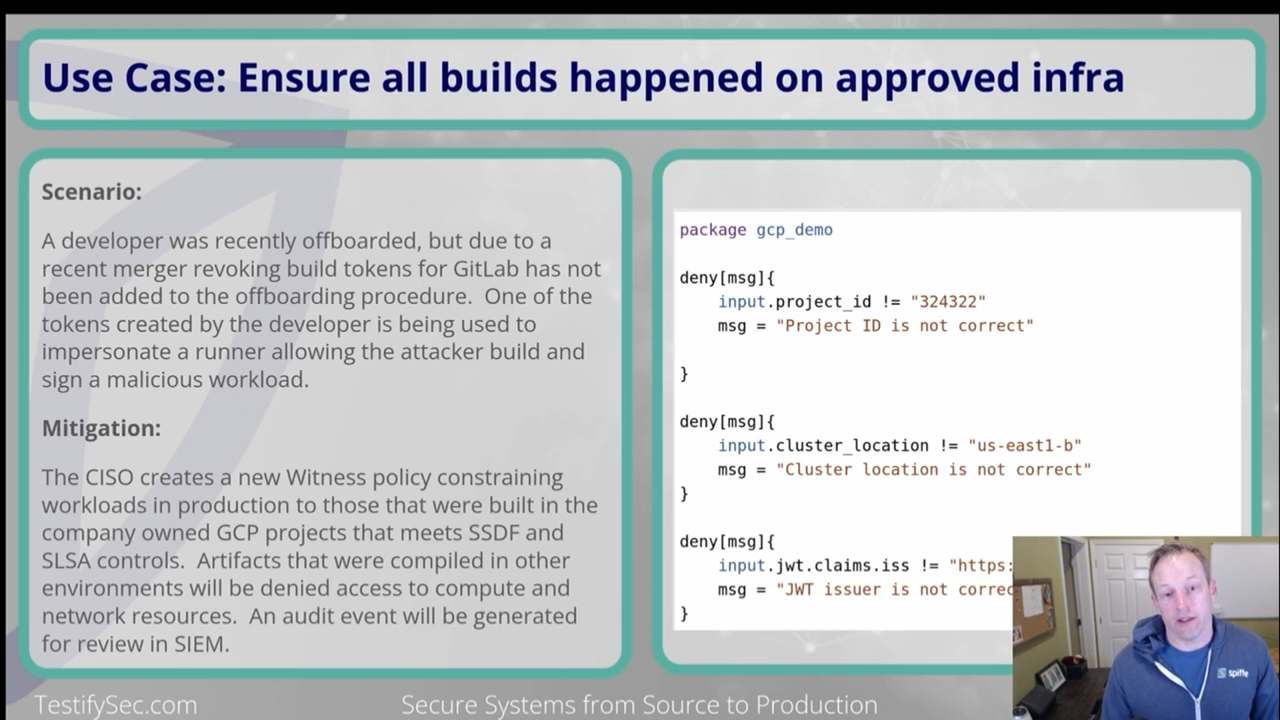 Use Case: Ensure all builds happened on approved infra
Scenario:
A developer was recently offboarded, but due to a
recent merger revoking build tokens for GitLab has not
been added to the offboarding procedure.  One of the
tokens created by the developer is being used to
impersonate a runner allowing the attacker build and
sign a malicious workload.
Mitigation:
The CISO creates a new Witness policy constraining
workloads in production to those that were built in the
company owned GCP projects that meets SSDF and
SLSA controls.  Artifacts that were compiled in other
environments will be denied access to compute and
network resources.  An audit event will be generated
for review in SIEM.
package gcp_demo
deny[msg]{
input.project_id != "324322"
msg = "Project ID is not correct"
}
deny[msg]{
input.cluster_location != "us-east1-b"
msg = "Cluster location is not correct"
}
deny[msg]{
input.jwt.claims.iss != "https:
msg = "JWT issuer is not correc
}
spiffe
TestifySec.com
Secure Systems from Source to Production